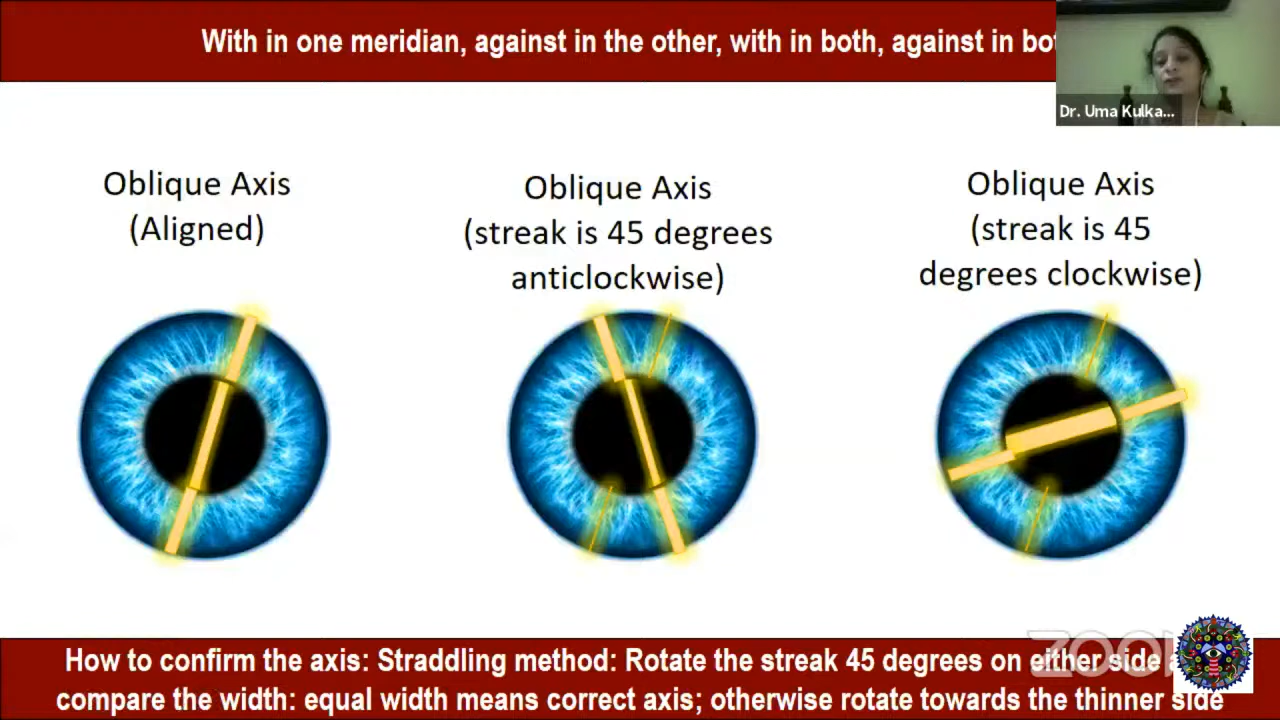 With in one meridian, against in the other, with in both, against in
Dr. Uma Kulka...
Oblique Axis
(Aligned)
Oblique Axis
(streak is 45 degrees
anticlockwise)
Oblique Axis
(streak is 45
degrees clockwise)
How to confirm the axis: Straddling method: Rotate the streak 45 degrees on either side
compare the width: equal width means correct axis; otherwise rotate towards the thinner side
zoom